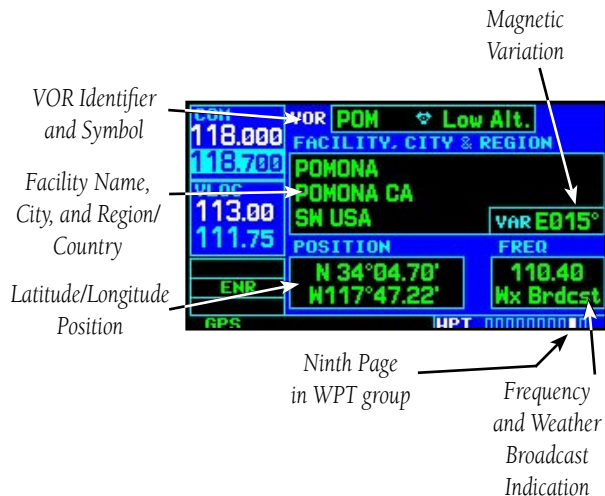 Magnetic
Variation
VOR Identifier
and Symbol
Facility Name,
City, and Region/
Country
Latitude/Longitude
Position
COM
118.000
118.700
VLOC
113.00
111.75
ENR
GPS
VOR POM Low Alt.
FACILITY, CITY & REGION
POMONA
POMONA CA
SW USA
VAR E015°
POSITION
N 34°04.70'
W117°47.22'
FREQ
110.40
Wx Brdcst
WPT
Ninth Page
in WPT group
Frequency
and Weather
Broadcast
Indication